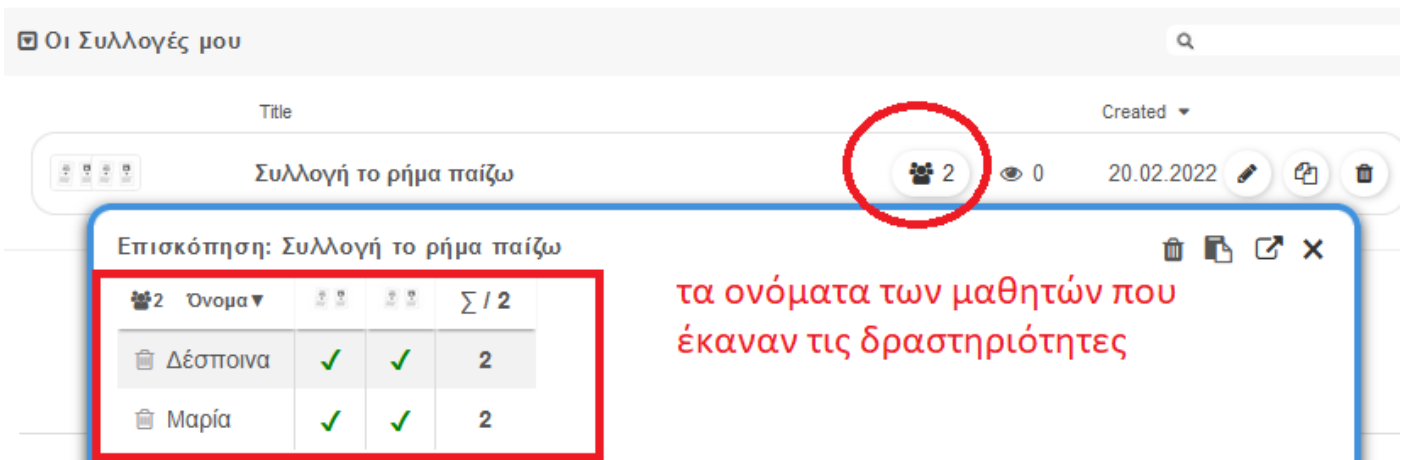 Οι Συλλογές μου
Title Created
Συλλογή το ρήμα παίζω 2 0 20.02.2022
Επισκόπηση: Συλλογή το ρήμα παίζω
2 Όνομα ∑ / 2
Δέσποινα ✓ ✓ 2
Μαρία ✓ ✓ 2
τα ονόματα των μαθητών που
έκαναν τις δραστηριότητες